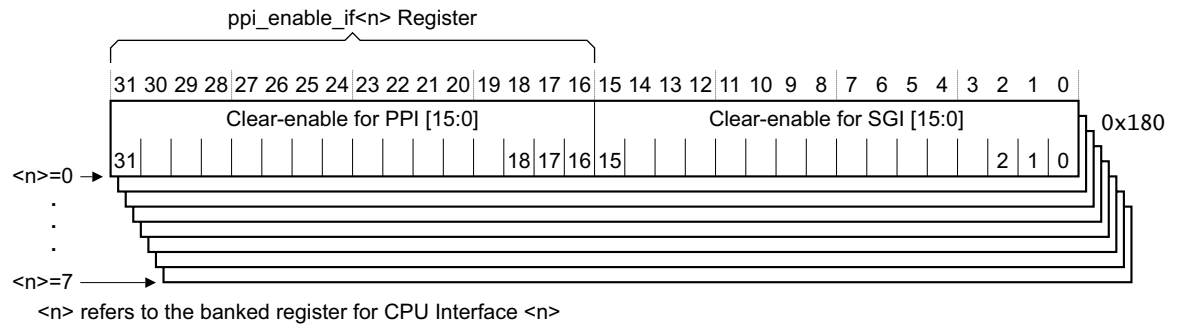 ppi_enable_if<n> Register
31 30 29 28 27 26 25 24 23 22 21 20 19 18 17 16 15 14 13 12 11 10 9 8 7 6 5 4 3 2 1 0
Clear-enable for PPI [15:0] Clear-enable for SGI [15:0] 0x180
31 18 17 16 15 2 1 0
<n>=0
.
.
.
<n>=7
<n> refers to the banked register for CPU Interface <n>